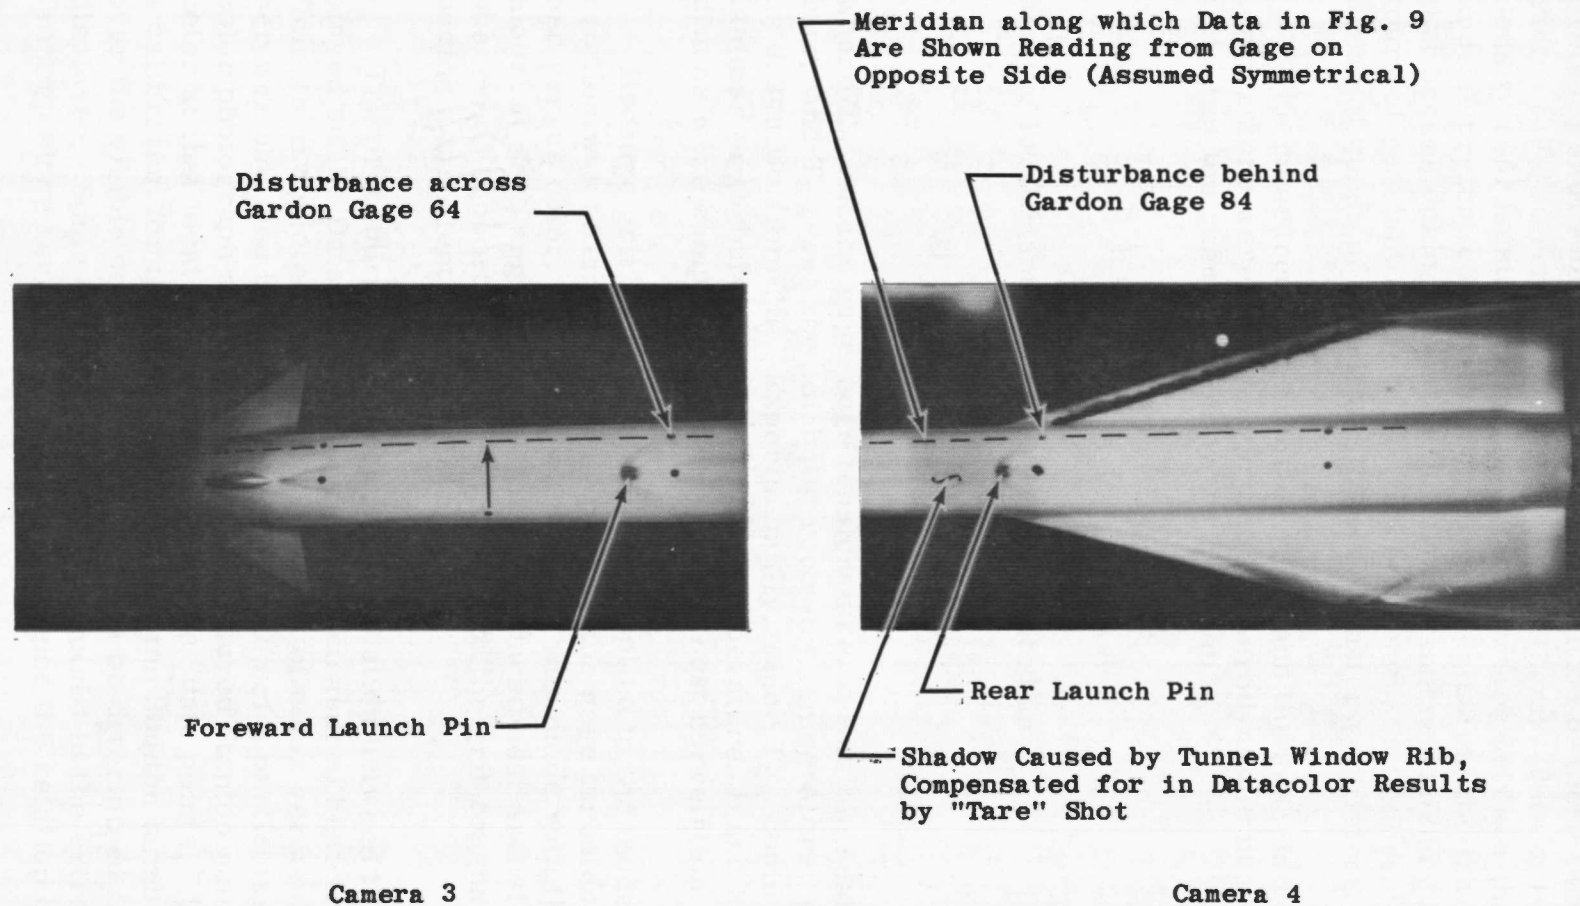 Meridian along which Data in Fig. 9
Are Shown Reading from Gage on
Opposite Side (Assumed Symmetrical)
Disturbance across
Gardon Gage 64
Disturbance behind
Gardon Gage 84
Foreward Launch Pin
Rear Launch Pin
Shadow Caused by Tunnel Window Rib,
Compensated for in Datacolor Results
by "Tare" Shot
Camera 3
Camera 4